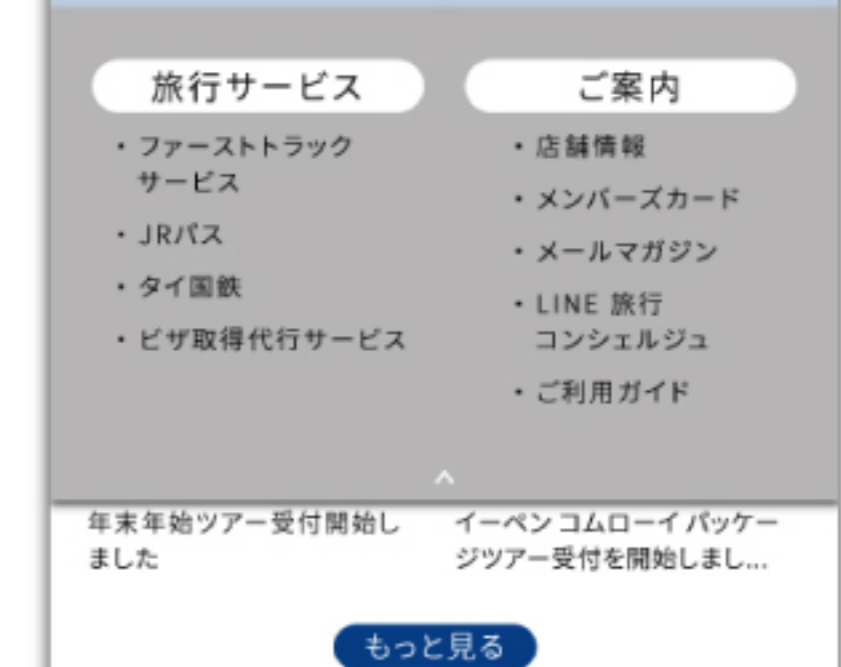 旅行サービス
・ファーストトラック
サービス
・JRパス
・タイ国鉄
・ビザ取得代行サービス
ご案内
・店舗情報
・メンバーズカード
・メールマガジン
・LINE 旅行
コンシェルジュ
・ご利用ガイド
年末年始ツアー受付開始し
ました
イーペン コムローイ パッケー
ジツアー受付を開始しまし...
もっと見る